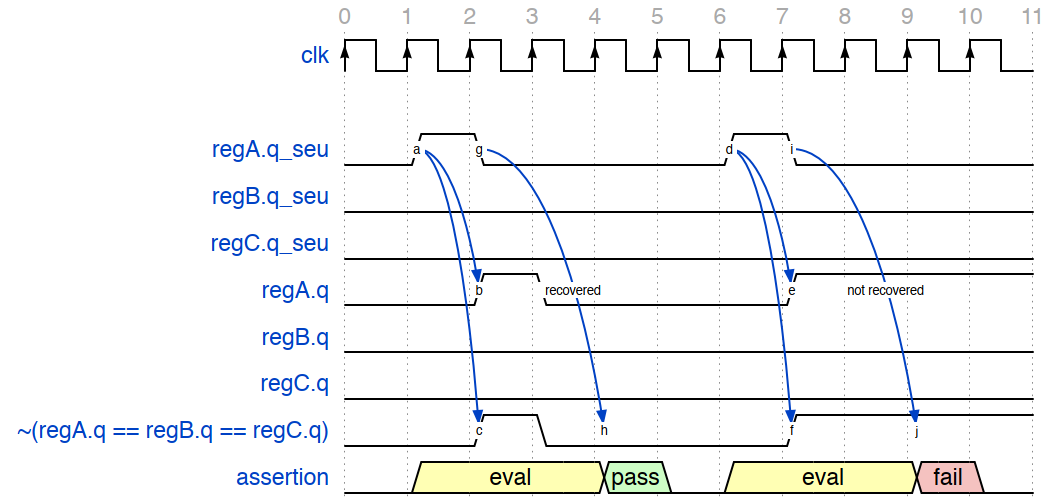 0 1 2 3 4 5 6 7 8 9 10 11
clk
regA.q_seu a g d i
regB.q_seu
regC.q_seu
regA.q b recovered e not recovered
regB.q
regC.q
~(regA.q == regB.q == regC.q) c h f j
assertion eval pass eval fail